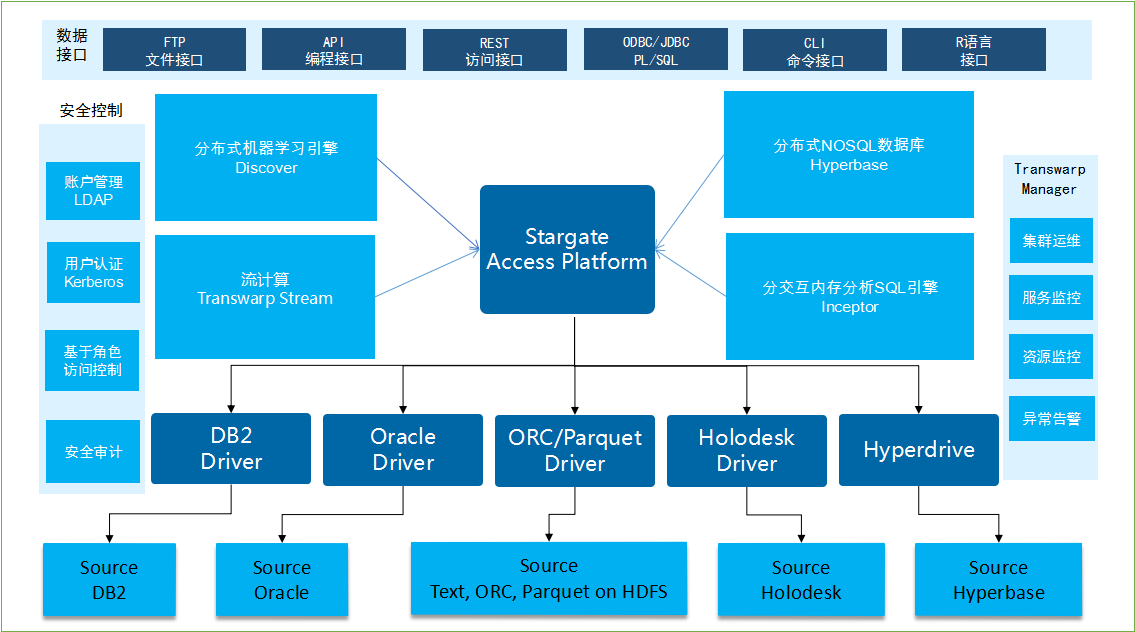 数据
接口
FTP
文件接口
API
编程接口
REST
访问接口
ODBC/JDBC
PL/SQL
CLI
命令接口
R语言
接口
安全控制
账户管理
LDAP
用户认证
Kerberos
基于角色
访问控制
安全审计
分布式机器学习引擎
Discover
流计算
Transwarp Stream
Stargate
Access Platform
分布式NOSQL数据库
Hyperbase
分交互内存分析SQL引擎
Inceptor
Transwarp
Manager
集群运维
服务监控
资源监控
异常告警
DB2
Driver
Oracle
Driver
ORC/Parquet
Driver
Holodesk
Driver
Hyperdrive
Source
DB2
Source
Oracle
Source
Text, ORC, Parquet on HDFS
Source
Holodesk
Source
Hyperbase